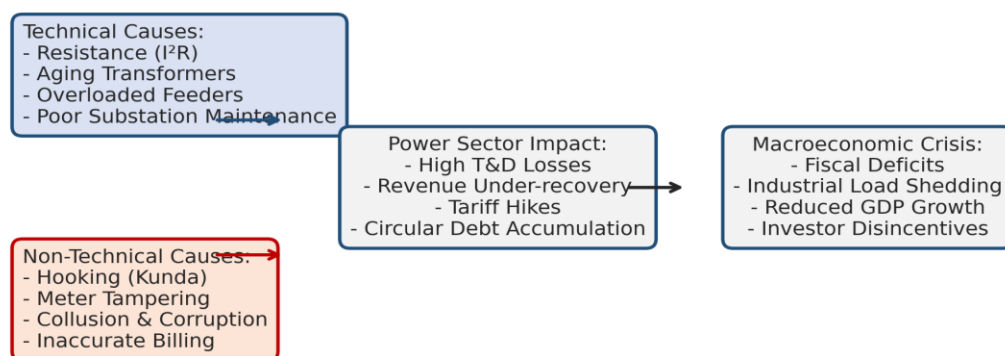 Technical Causes:
- Resistance (I²R)
- Aging Transformers
- Overloaded Feeders
- Poor Substation Maintenance
Power Sector Impact:
- High T&D Losses
- Revenue Under-recovery
- Tariff Hikes
- Circular Debt Accumulation
Macroeconomic Crisis:
- Fiscal Deficits
- Industrial Load Shedding
- Reduced GDP Growth
- Investor Disincentives
Non-Technical Causes:
- Hooking (Kunda)
- Meter Tampering
- Collusion & Corruption
- Inaccurate Billing